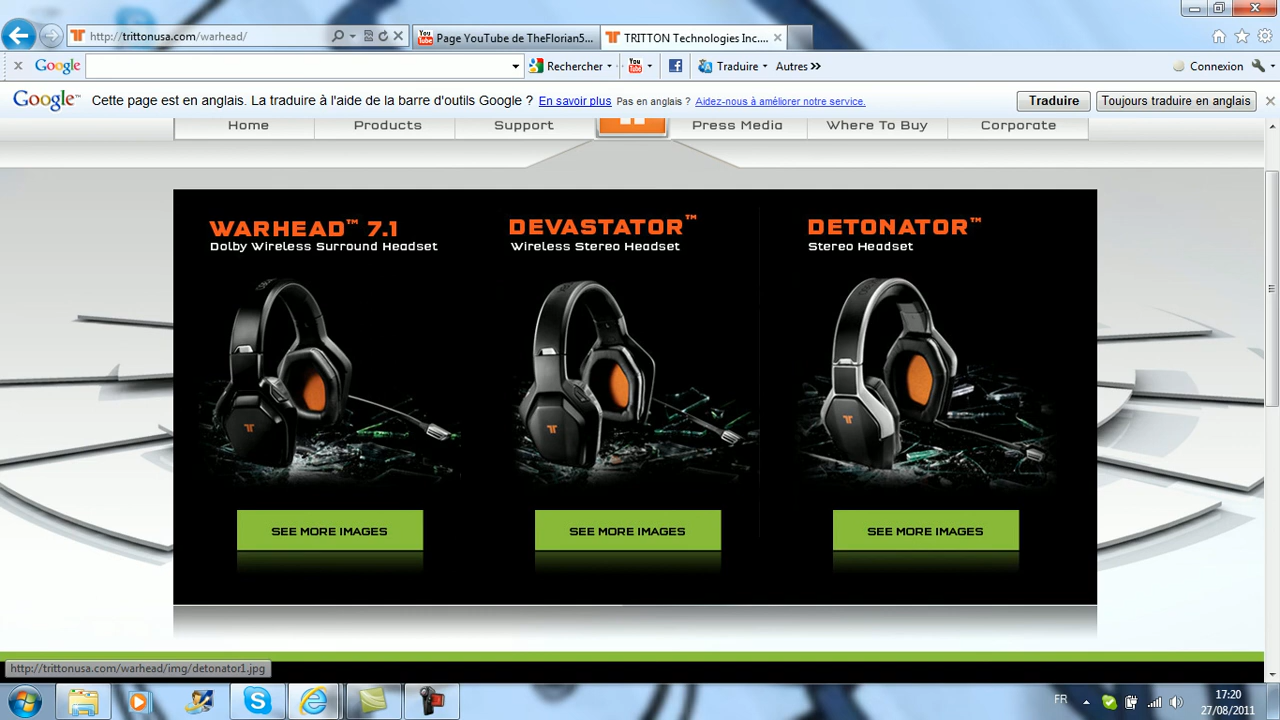 http://trittonusa.com/warhead/
Page YouTube de TheFlorian5...
TRITTON Technologies Inc....
Google
Rechercher
Traduire
Autres »
Connexion
Google™ Cette page est en anglais. La traduire à l'aide de la barre d'outils Google ? En savoir plus Pas en anglais ? Aidez-nous à améliorer notre service.
Traduire
Toujours traduire en anglais
Home
Products
Support
Press Media
Where To Buy
Corporate
WARHEAD™ 7.1
Dolby Wireless Surround Headset
DEVASTATOR™
Wireless Stereo Headset
DETONATOR™
Stereo Headset
SEE MORE IMAGES
SEE MORE IMAGES
SEE MORE IMAGES
http://trittonusa.com/warhead/img/detonator1.jpg
FR
17:20
27/08/2011